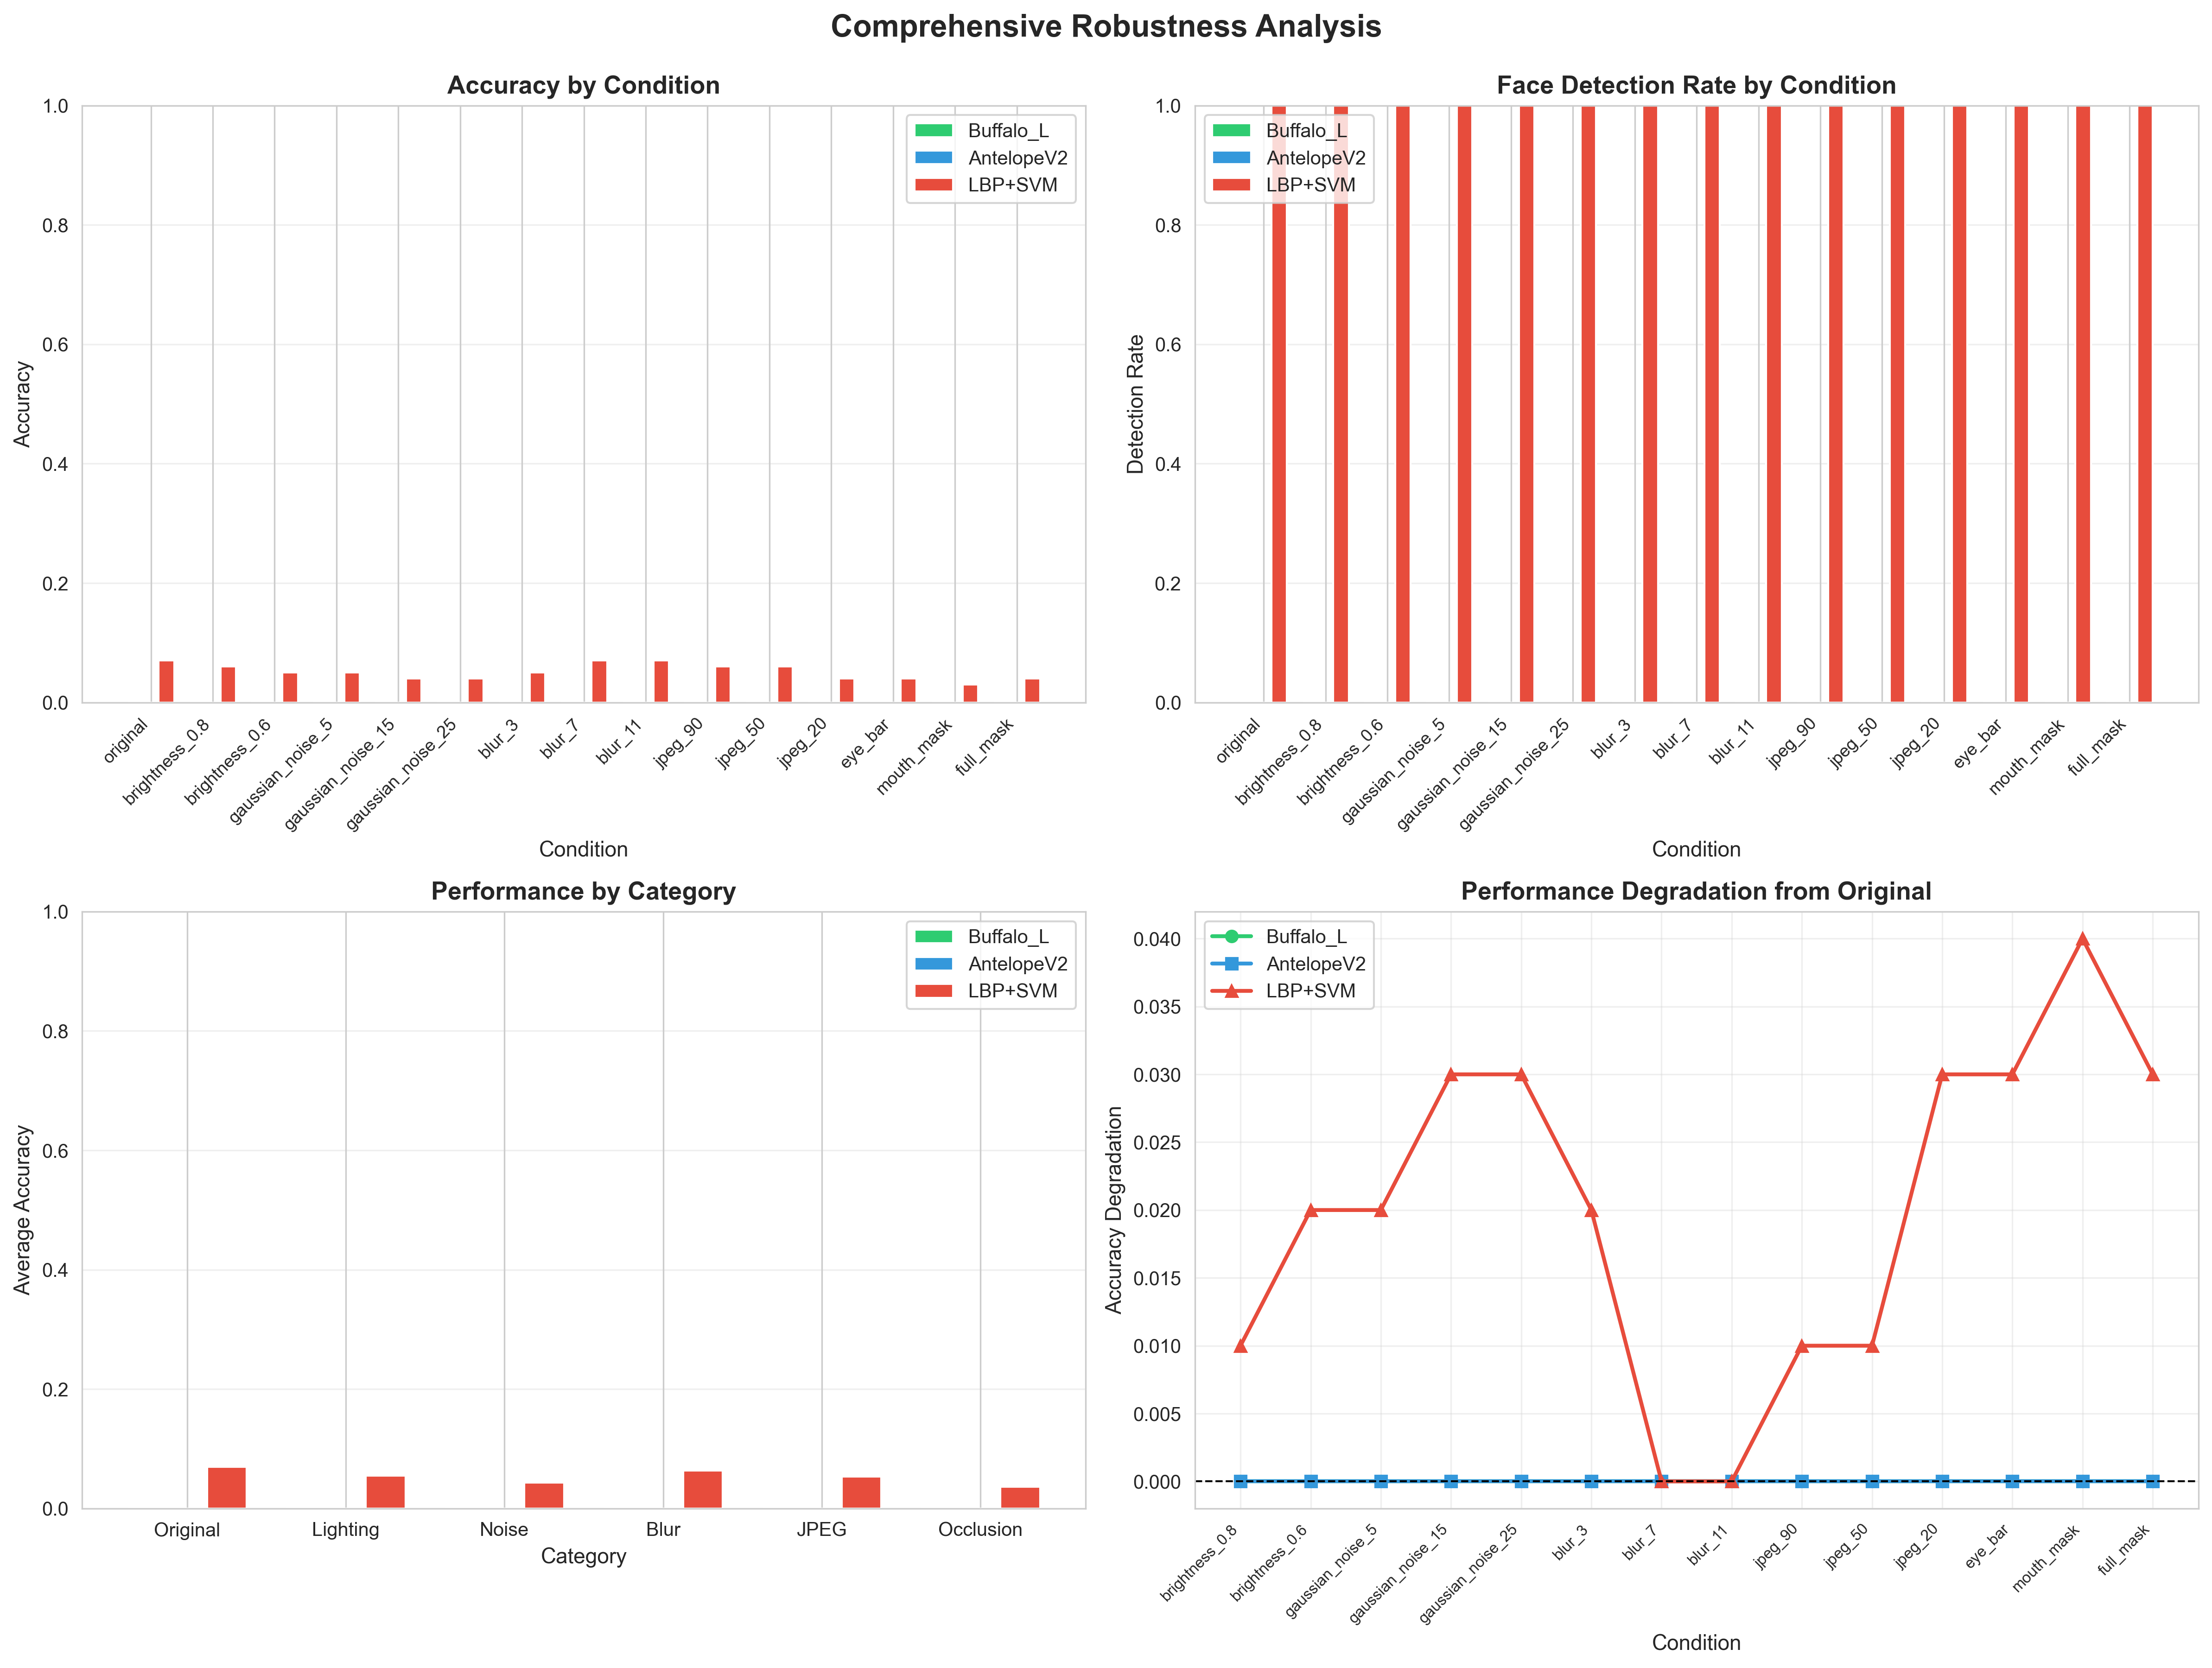 Comprehensive Robustness Analysis
Accuracy by Condition
1.0
0.8
0.6
0.4
0.2
0.0
Accuracy
Buffalo_L
AntelopeV2
LBP+SVM
original
brightness_0.8
brightness_0.6
gaussian_noise_5
gaussian_noise_15
gaussian_noise_25
blur_3
blur_7
blur_11
jpeg_90
jpeg_50
jpeg_20
eye_bar
mouth_mask
full_mask
Condition
Face Detection Rate by Condition
1.0
0.8
0.6
0.4
0.2
0.0
Detection Rate
Buffalo_L
AntelopeV2
LBP+SVM
original
brightness_0.8
brightness_0.6
gaussian_noise_5
gaussian_noise_15
gaussian_noise_25
blur_3
blur_7
blur_11
jpeg_90
jpeg_50
jpeg_20
eye_bar
mouth_mask
full_mask
Condition
Performance by Category
1.0
0.8
0.6
0.4
0.2
0.0
Average Accuracy
Buffalo_L
AntelopeV2
LBP+SVM
Original
Lighting
Noise
Blur
JPEG
Occlusion
Category
Performance Degradation from Original
0.040
0.035
0.030
0.025
0.020
0.015
0.010
0.005
0.000
Accuracy Degradation
Buffalo_L
AntelopeV2
LBP+SVM
brightness_0.8
brightness_0.6
gaussian_noise_5
gaussian_noise_15
gaussian_noise_25
blur_3
blur_7
blur_11
jpeg_90
jpeg_50
jpeg_20
eye_bar
mouth_mask
full_mask
Condition